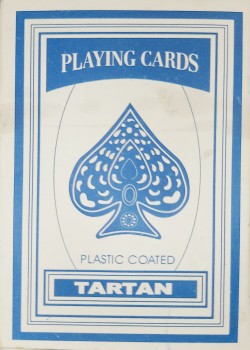 PLAYING CARDS
PLASTIC COATED
TARTAN